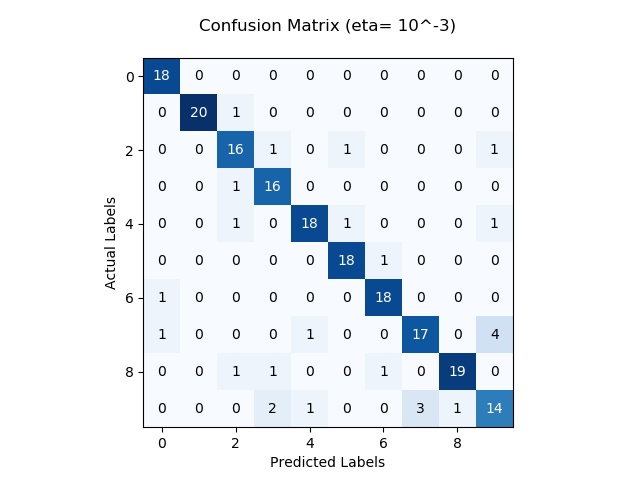 Confusion Matrix (eta= 10^-3)
0 18 0 0 0 0 0 0 0 0 0
0 20 1 0 0 0 0 0 0 0
2 0 0 16 1 0 1 0 0 0 1
0 0 1 16 0 0 0 0 0 0
4 0 0 1 0 18 1 0 0 0 1
0 0 0 0 0 18 1 0 0 0
6 1 0 0 0 0 0 18 0 0 0
1 0 0 0 1 0 0 17 0 4
8 0 0 1 1 0 0 1 0 19 0
0 0 0 2 1 0 0 3 1 14
Actual Labels
0 2 4 6 8
Predicted Labels